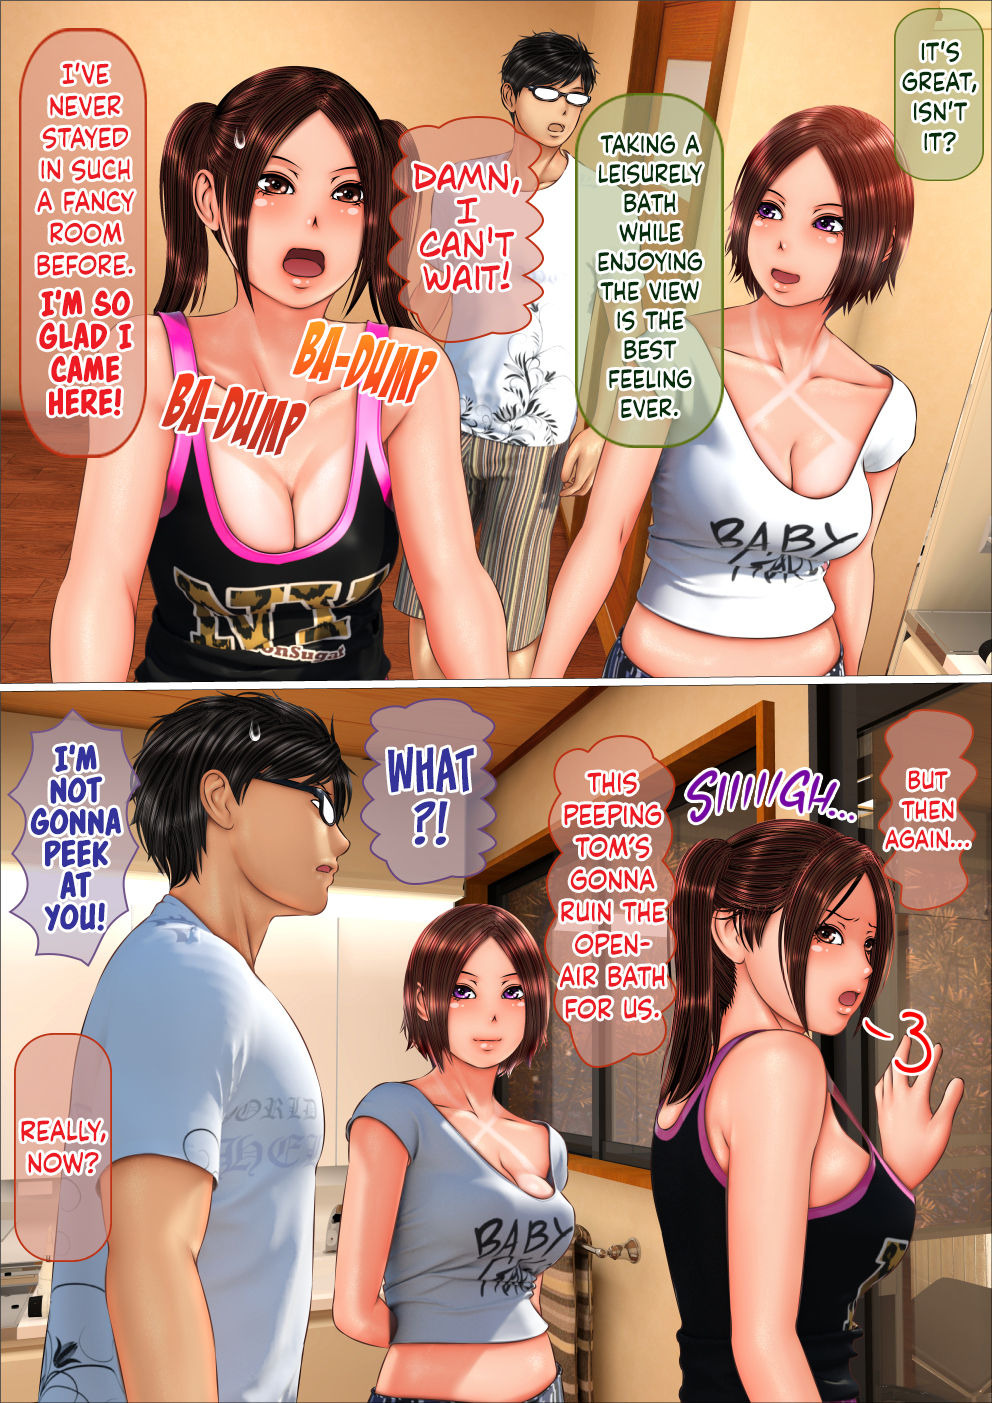 I'VE
NEVER
STAYED
IN SUCH
A FANCY
ROOM
BEFORE.
I'M SO
GLAD I
CAME
HERE!
DAMN,
I
CAN'T
WAIT!
BA-DUMP
BA-DUMP
IT'S
GREAT,
ISN'T
IT?
TAKING A
LEISURELY
BATH
WHILE
ENJOYING
THE VIEW
IS THE
BEST
FEELING
EVER.
BABY
BUT
THEN
AGAIN...
SIIIIIGH...
THIS
PEEPING
TOM'S
GONNA
RUIN THE
OPEN-
AIR BATH
FOR US.
WHAT
?!
I'M
NOT
GONNA
PEEK
AT
YOU!
REALLY,
NOW?
BABY